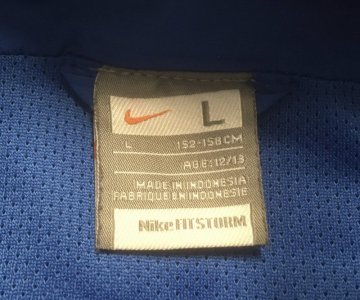 L
L 152-158CM
AGE: 12/13
MADE IN INDONESIA
FABRIQUE EN INDONESIE
Nike FITSTORM